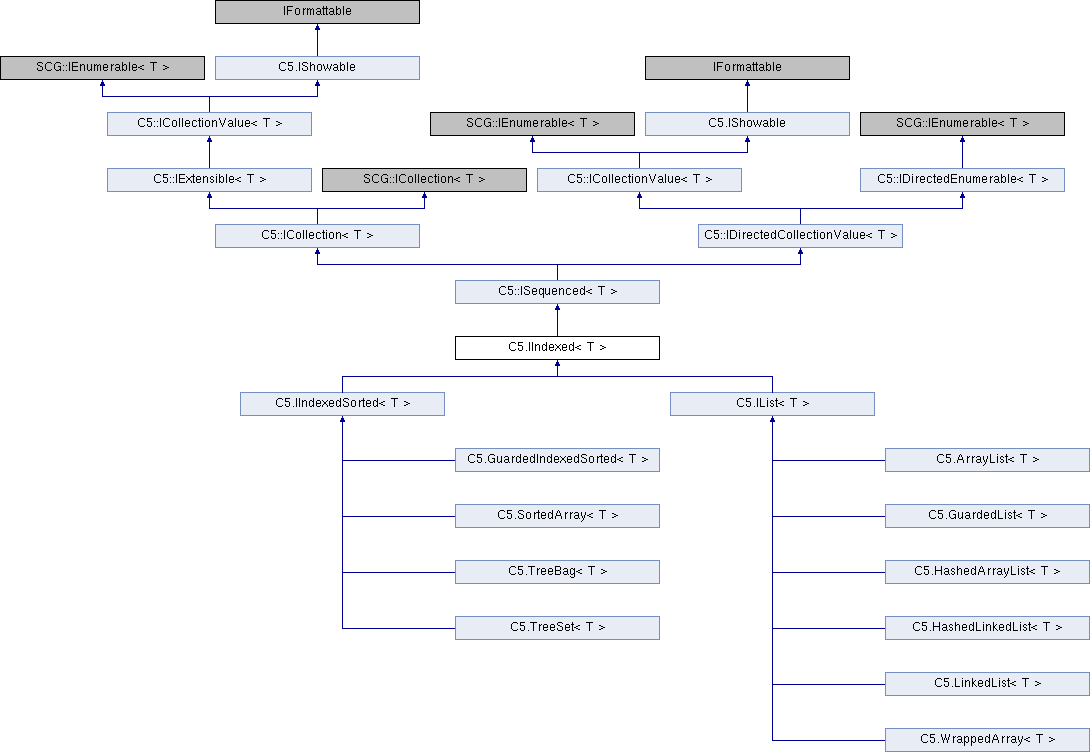 IFormattable
SCG::IEnumerable< T >
C5.IShowable
IFormattable
C5::ICollectionValue< T >
SCG::IEnumerable< T >
C5.IShowable
SCG::IEnumerable< T >
C5::IExtensible< T >
SCG::ICollection< T >
C5::ICollectionValue< T >
C5::IDirectedEnumerable< T >
C5::ICollection< T >
C5::IDirectedCollectionValue< T >
C5::ISequenced< T >
C5.IIndexed< T >
C5.IIndexedSorted< T >
C5.IList< T >
C5.GuardedIndexedSorted< T >
C5.ArrayList< T >
C5.SortedArray< T >
C5.GuardedList< T >
C5.TreeBag< T >
C5.HashedArrayList< T >
C5.TreeSet< T >
C5.HashedLinkedList< T >
C5.LinkedList< T >
C5.WrappedArray< T >